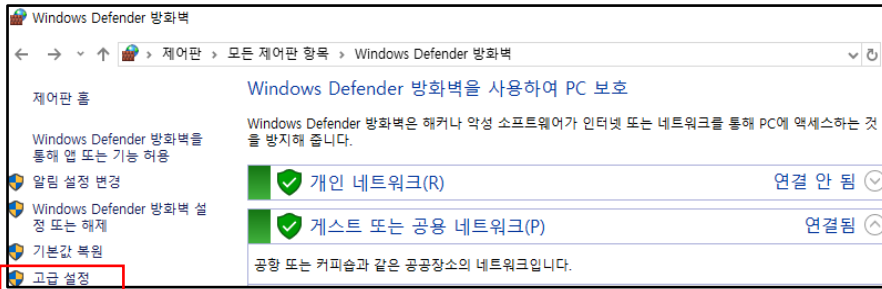 Windows Defender 방화벽
제어판 > 모든 제어판 항목 > Windows Defender 방화벽
제어판 홈
Windows Defender 방화벽을
통해 앱 또는 기능 허용
알림 설정 변경
Windows Defender 방화벽 설
정 또는 해제
기본값 복원
고급 설정
Windows Defender 방화벽을 사용하여 PC 보호
Windows Defender 방화벽은 해커나 악성 소프트웨어가 인터넷 또는 네트워크를 통해 PC에 액세스하는 것
을 방지해 줍니다.
개인 네트워크(R) 연결 안 됨
게스트 또는 공용 네트워크(P) 연결됨
공항 또는 커피숍과 같은 공공장소의 네트워크입니다.